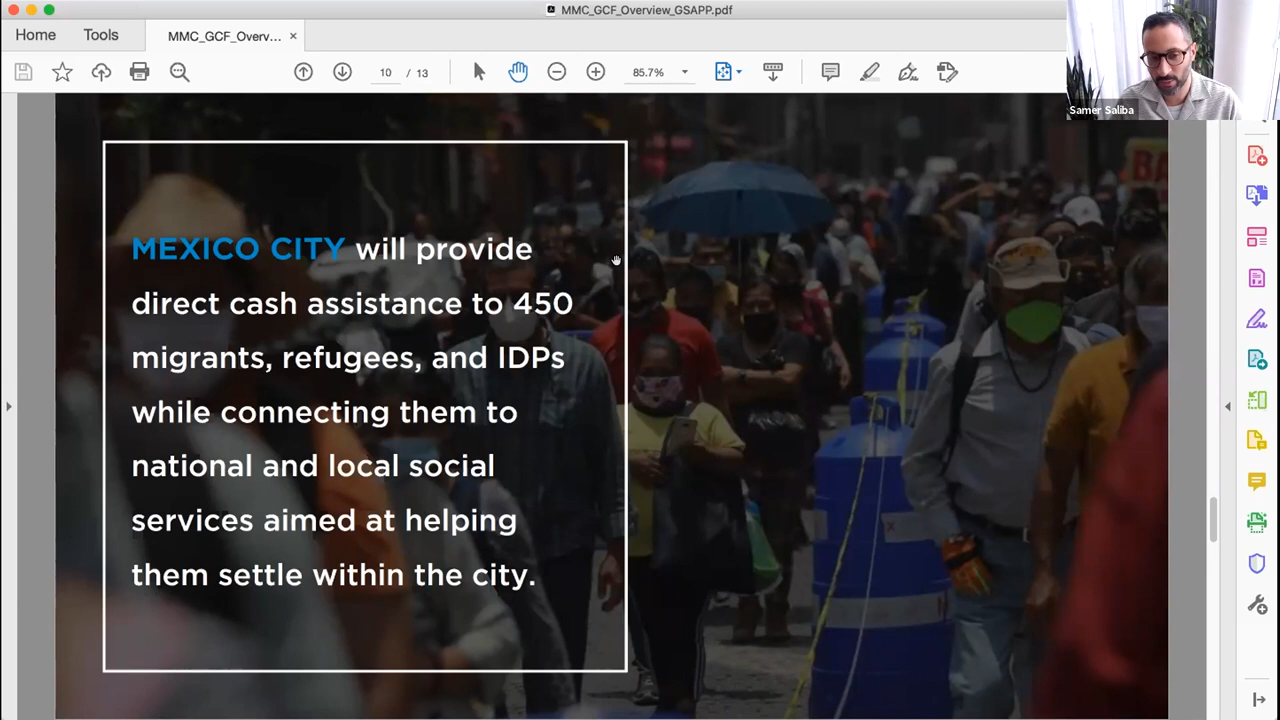 MMC_GCF_Overview_GSAPP.pdf
Home
Tools
MMC_GCF_Overv...
10 / 13
85.7%
Samer Saliba
BA
MEXICO CITY will provide
direct cash assistance to 450
migrants, refugees, and IDPs
while connecting them to
national and local social
services aimed at helping
them settle within the city.